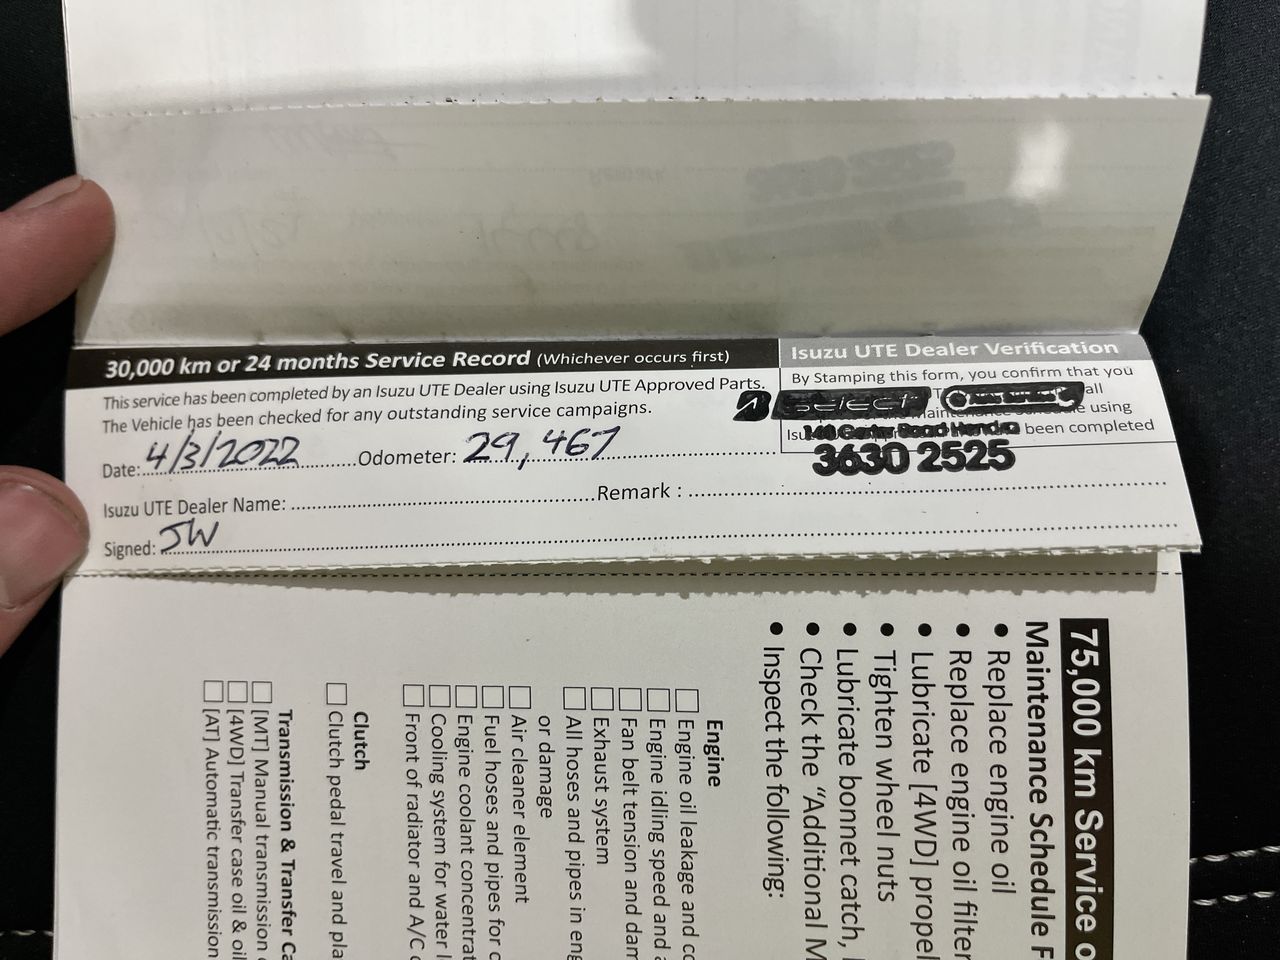 30,000 km or 24 months Service Record (Whichever occurs first)
Isuzu UTE Dealer Verification
This service has been completed by an Isuzu UTE Dealer using Isuzu UTE Approved Parts.
The Vehicle has been checked for any outstanding service campaigns.
By Stamping this form, you confirm that you
all
using
been completed
3630 2525
Date: 4/3/2022 Odometer: 29,467
Isuzu UTE Dealer Name: Remark :
Signed: JW
75,000 km Service
Maintenance Schedule
• Replace engine oil
• Replace engine oil filter
• Lubricate [4WD]
• Tighten wheel nuts
• Lubricate bonnet catch,
• Check the "Additional
• Inspect the following:
Engine
Engine oil leakage and
Engine idling speed and
Fan belt tension and
Exhaust system
All hoses and pipes in
or damage
Air cleaner element
Fuel hoses and pipes for
Engine coolant
Cooling system for water
Front of radiator and A/C
Clutch
Clutch pedal travel and
Transmission & Transfer
[MT] Manual transmission
[4WD] Transfer case oil &
[AT] Automatic transmission